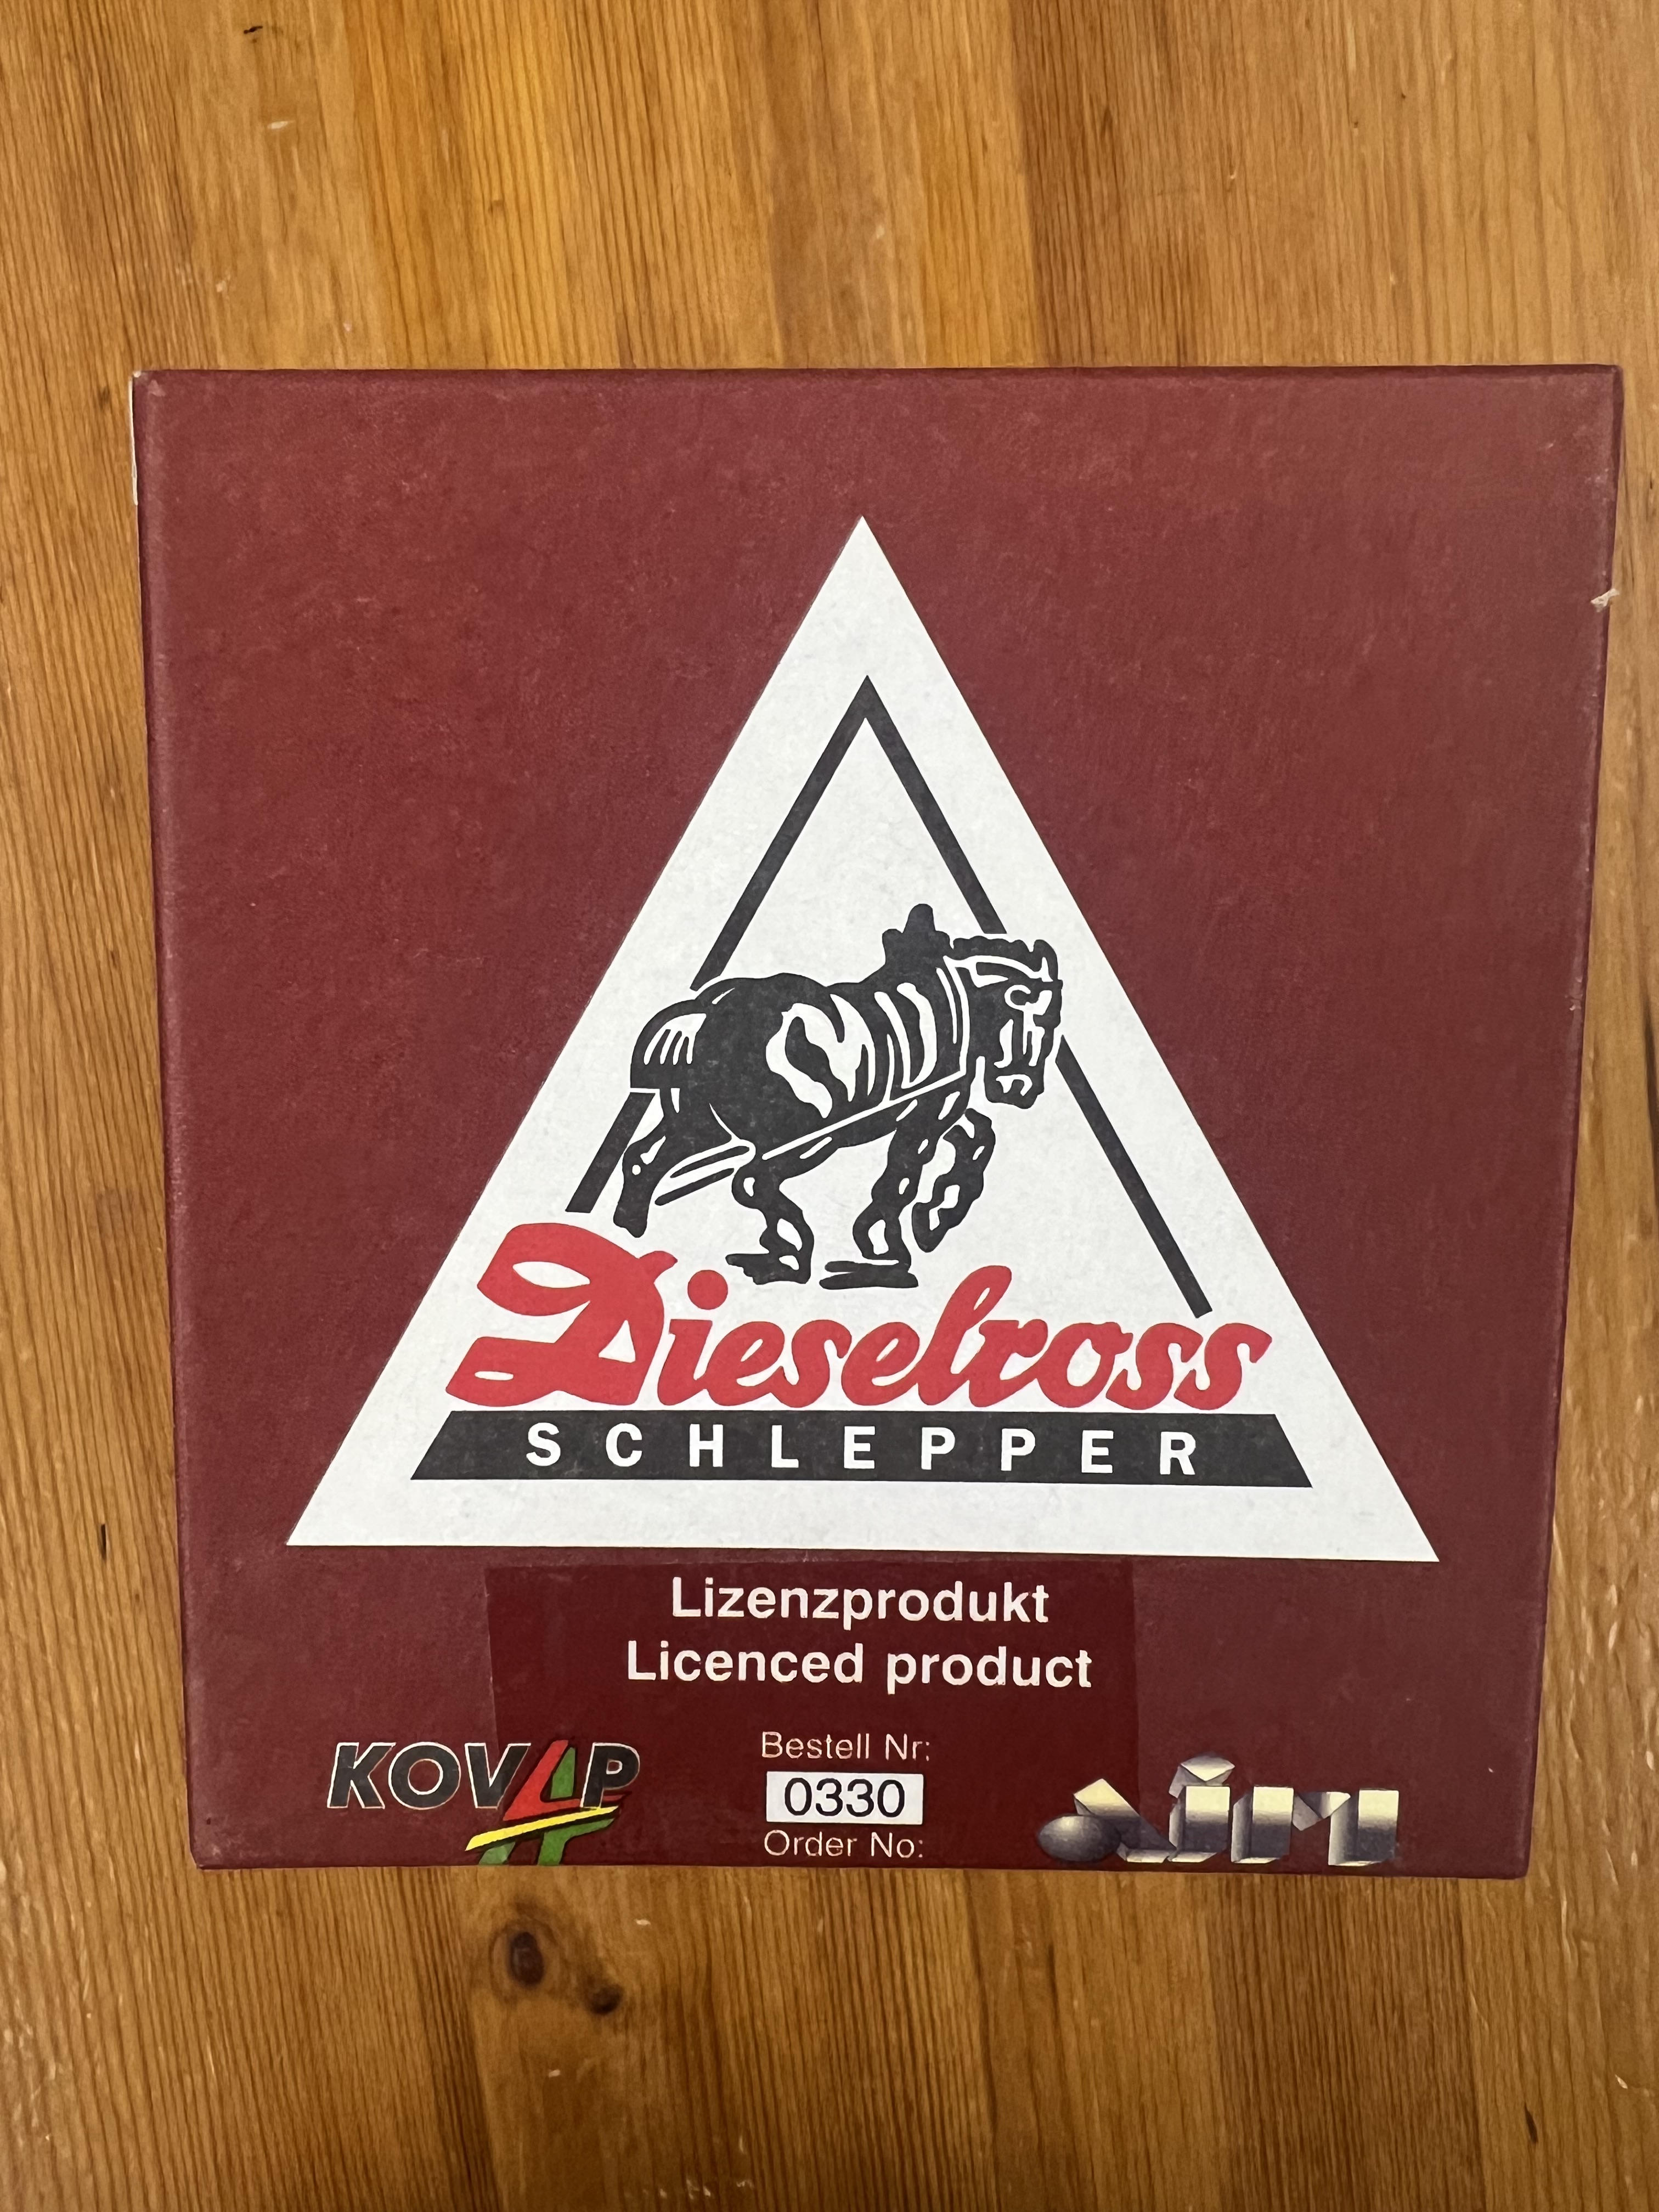 Dieselross
SCHLEPPER
Lizenzprodukt
Licenced product
KOVAP
Bestell Nr:
0330
Order No: